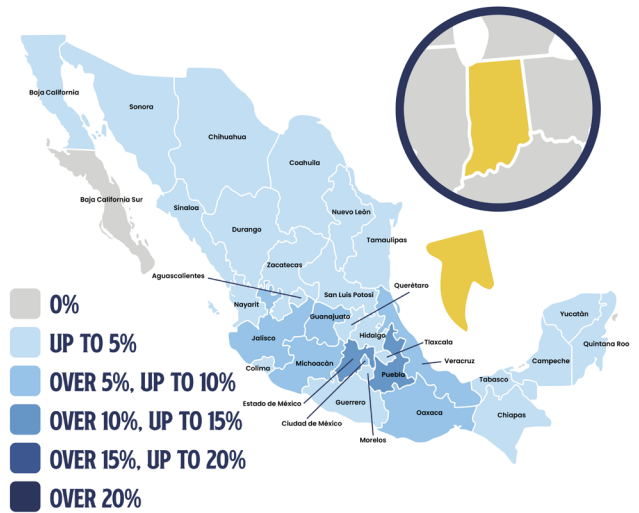 Baja California
Sonora
Chihuahua
Coahuila
Baja California Sur
Sinaloa
Nuevo León
Durango
Tamaulipas
Zacatecas
Aguascalientes
San Luis Potosí
Querétaro
Nayarit
Guanajuato
Jalisco
Hidalgo
Tlaxcala
Michoacán
Veracruz
Colima
Puebla
Estado de México
Guerrero
Ciudad de México
Oaxaca
Morelos
Yucatán
Quintana Roo
Compeche
Tabasco
Chiapas
0%
UP TO 5%
OVER 5%, UP TO 10%
OVER 10%, UP TO 15%
OVER 15%, UP TO 20%
OVER 20%